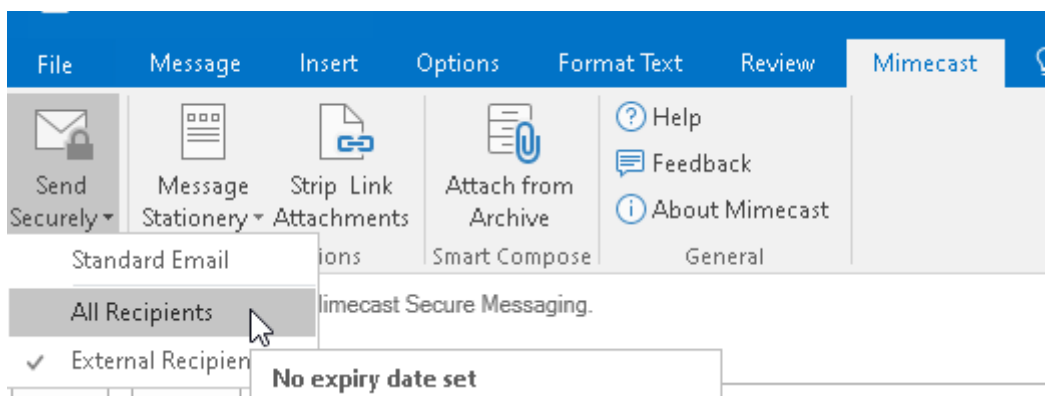 File Message Insert Options Format Text Review Mimecast
Help
Feedback
About Mimecast
Send Securely
Message Stationery
Strip Link Attachments
Attach from Archive
ions Smart Compose General
Standard Email
All Recipients
imecast Secure Messaging.
External Recipien
No expiry date set